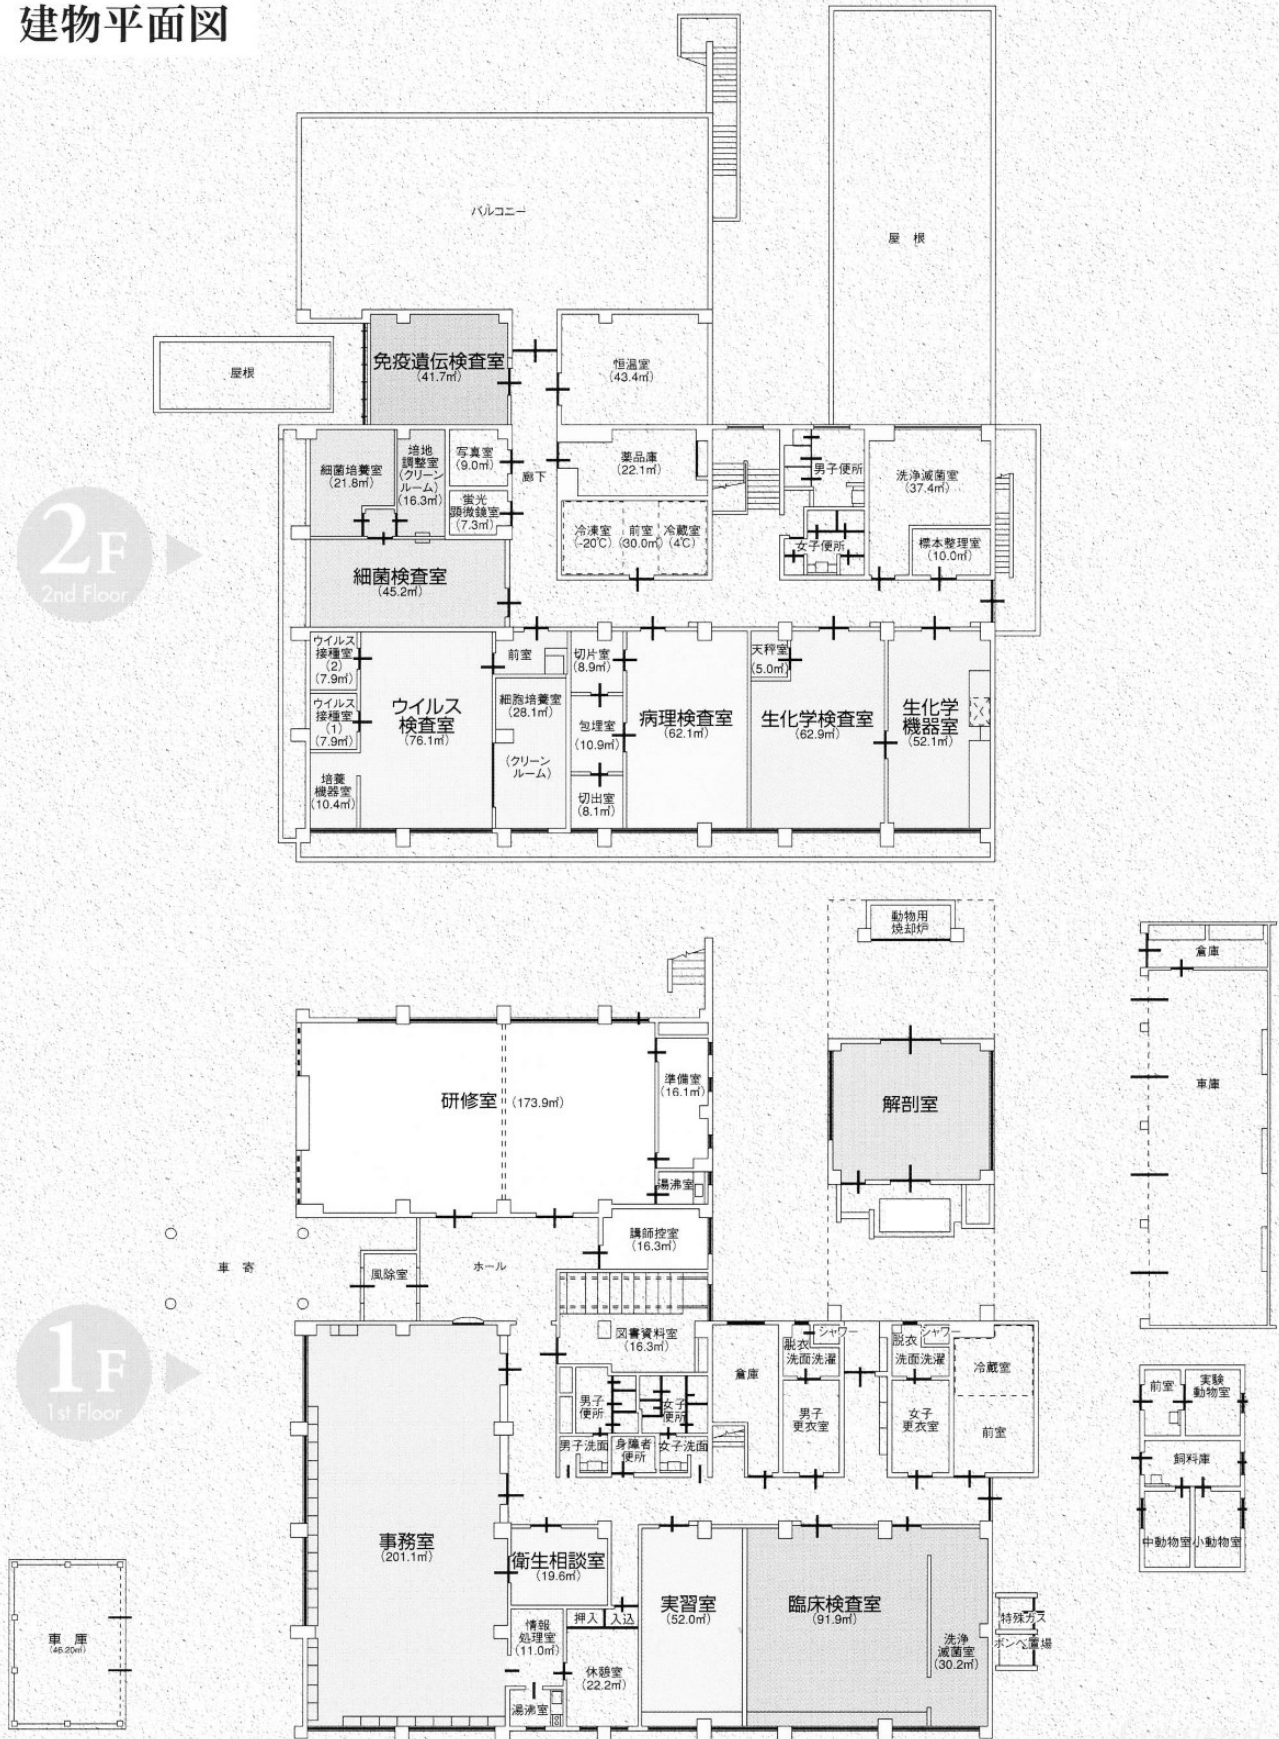 建物平面図
バルコニー
屋根
屋根
免疫遺伝検査室
(41.7㎡)
恒温室
(43.4㎡)
細菌培養室
(21.8㎡)
培地
調整室
(クリーン
ルーム)
(16.3㎡)
写真室
(9.0㎡)
蛍光
顕微鏡室
(7.3㎡)
廊下
薬品庫
(22.1㎡)
冷凍室
(-20℃)
前室
(30.0㎡)
冷蔵室
(4℃)
男子便所
女子便所
洗浄滅菌室
(37.4㎡)
標本整理室
(10.0㎡)
2F
2nd Floor
細菌検査室
(45.2㎡)
ウイルス
接種室
(2)
(7.9㎡)
ウイルス
接種室
(1)
(7.9㎡)
培養
機器室
(10.4㎡)
ウイルス
検査室
(76.1㎡)
前室
細胞培養室
(28.1㎡)
(クリーン
ルーム)
切片室
(8.9㎡)
包埋室
(10.9㎡)
切出室
(8.1㎡)
病理検査室
(62.1㎡)
天秤室
(5.0㎡)
生化学検査室
(62.9㎡)
生化学
機器室
(52.1㎡)
動物用
焼却炉
倉庫
車庫
研修室
(173.9㎡)
準備室
(16.1㎡)
湯沸室
解剖室
講師控室
(16.3㎡)
車寄
風除室
ホール
1F
1st Floor
図書資料室
(16.3㎡)
倉庫
脱衣
シャワー
洗面洗濯
脱衣
シャワー
洗面洗濯
冷蔵室
男子
便所
女子
便所
男子
更衣室
女子
更衣室
前室
男子洗面
身障者
便所
女子洗面
前室
実験
動物室
飼料庫
中動物室
小動物室
事務室
(201.1㎡)
衛生相談室
(19.6㎡)
情報
処理室
(11.0㎡)
押入
入込
休憩室
(22.2㎡)
湯沸室
実習室
(52.0㎡)
臨床検査室
(91.9㎡)
洗浄
滅菌室
(30.2㎡)
特殊ガス
ボンベ置場
車庫
(46.20㎡)